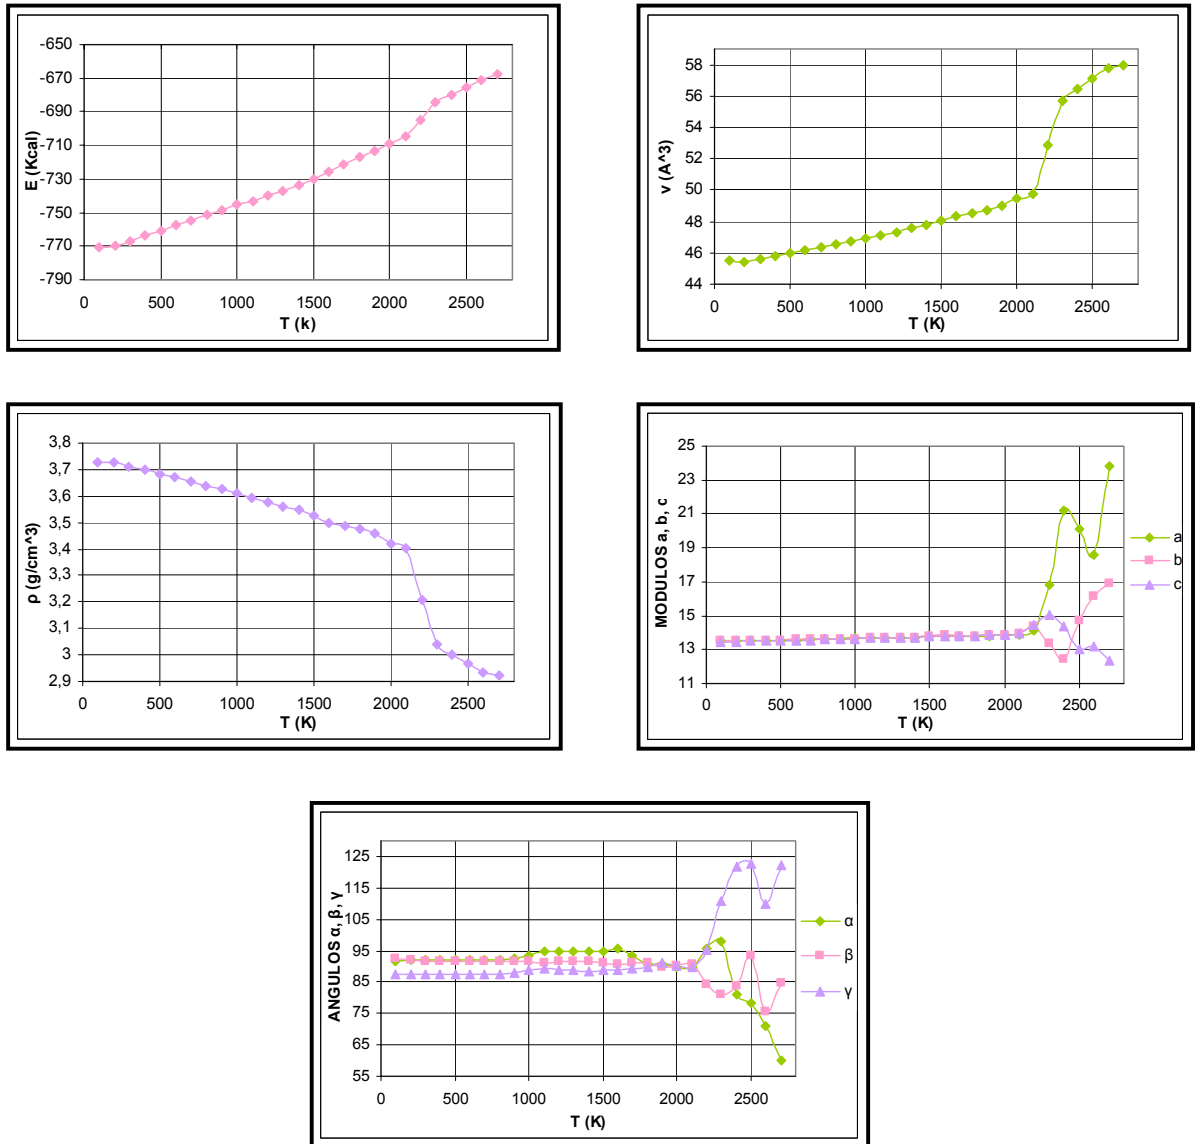 E (Kcal)
-650
-670
-690
-710
-730
-750
-770
-790
0 500 1000 1500 2000 2500
T (k)
v (A^3)
58
56
54
52
50
48
46
44
0 500 1000 1500 2000 2500
T (K)
ρ (g/cm^3)
3,8
3,7
3,6
3,5
3,4
3,3
3,2
3,1
3
2,9
0 500 1000 1500 2000 2500
T (K)
MODULOS a, b, c
25
23
21
19
17
15
13
11
0 500 1000 1500 2000 2500
T (K)
a
b
c
ANGULOS α, β, γ
125
115
105
95
85
75
65
55
0 500 1000 1500 2000 2500
T (K)
α
β
γ